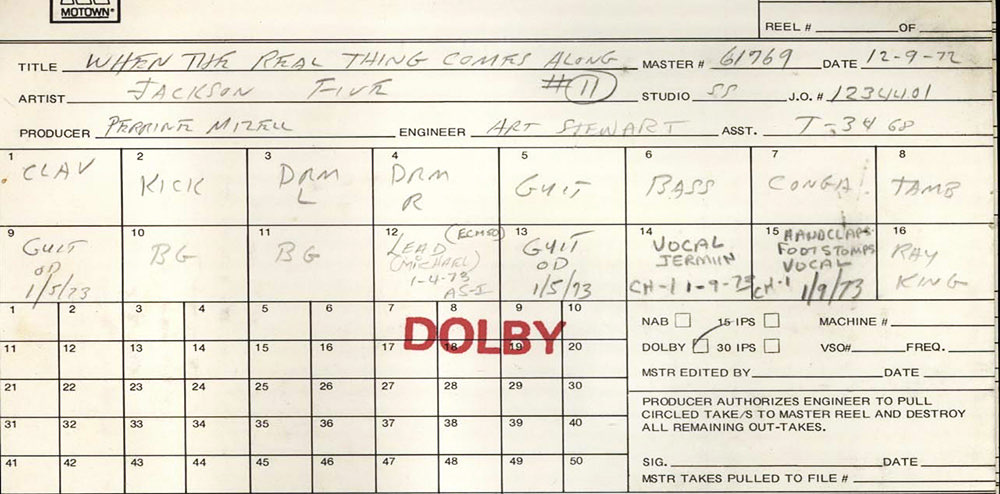 MOTOWN®
REEL # OF
TITLE WHEN THE REAL THING COMES ALONG MASTER # 61769 DATE 12-9-72
ARTIST JACKSON FIVE #11 STUDIO SS J.O. # 1234401
PRODUCER PERRINE MIZELL ENGINEER ART STEWART ASST. T-34 68
1 CLAV
2 KICK
3 DRM L
4 DRM R
5 GUIT
6 BASS
7 CONGA
8 TAMB
9 GUIT OD 1/5/73
10 BG
11 BG
12 LEAD (ECHSO) (MICHAEL) 1-4-73 AS-I
13 GUIT OD 1/5/73
14 VOCAL JERMIIN CH-1 1-9-73
15 HANDCLAPS FOOTSTOMPS VOCAL CH-1 1/9/73
16 RAY KING
1 2 3 4 5 6 7 8 9 10
DOLBY
11 12 13 14 15 16 17 18 19 20
21 22 23 24 25 26 27 28 29 30
31 32 33 34 35 36 37 38 39 40
41 42 43 44 45 46 47 48 49 50
NAB 15 IPS MACHINE #
DOLBY 30 IPS VSO# FREQ.
MSTR EDITED BY DATE
PRODUCER AUTHORIZES ENGINEER TO PULL
CIRCLED TAKE/S TO MASTER REEL AND DESTROY
ALL REMAINING OUT-TAKES.
SIG. DATE
MSTR TAKES PULLED TO FILE #